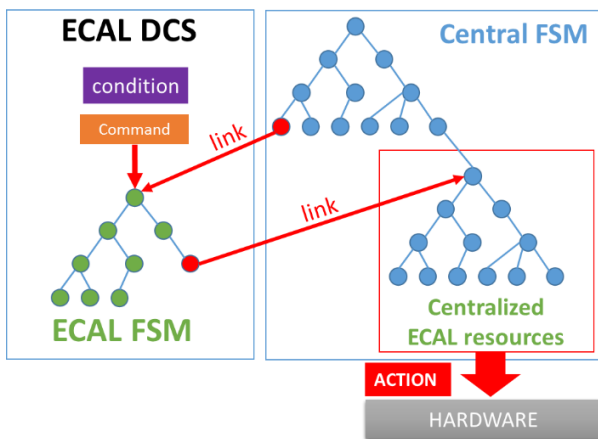 ECAL DCS
condition
Command
ECAL FSM
Central FSM
link
link
Centralized
ECAL resources
ACTION
HARDWARE